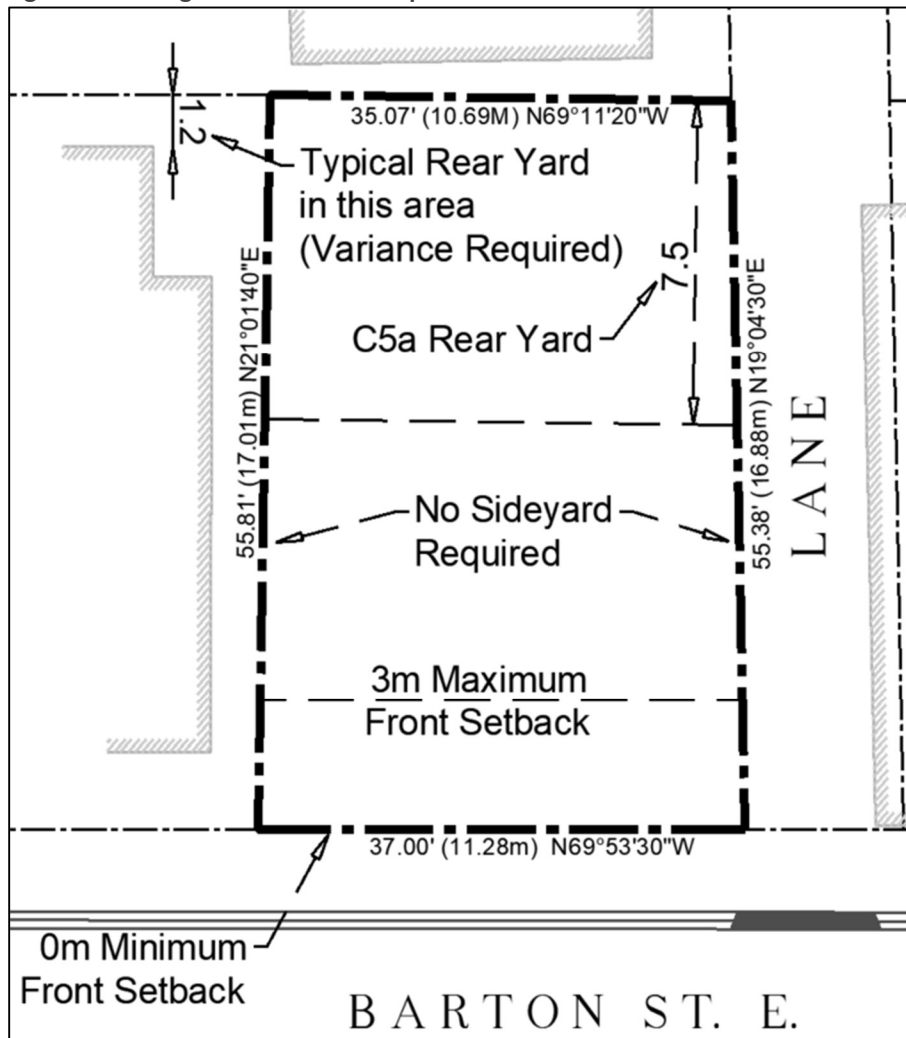 35.07' (10.69M) N69°11'20"W
1.2
Typical Rear Yard
in this area
(Variance Required)
7.5
C5a Rear Yard
55.81' (17.01m) N21°01'40"E
55.38' (16.88m) N19°04'30"E
LANE
No Sideyard
Required
3m Maximum
Front Setback
37.00' (11.28m) N69°53'30"W
0m Minimum
Front Setback
BARTON ST. E.